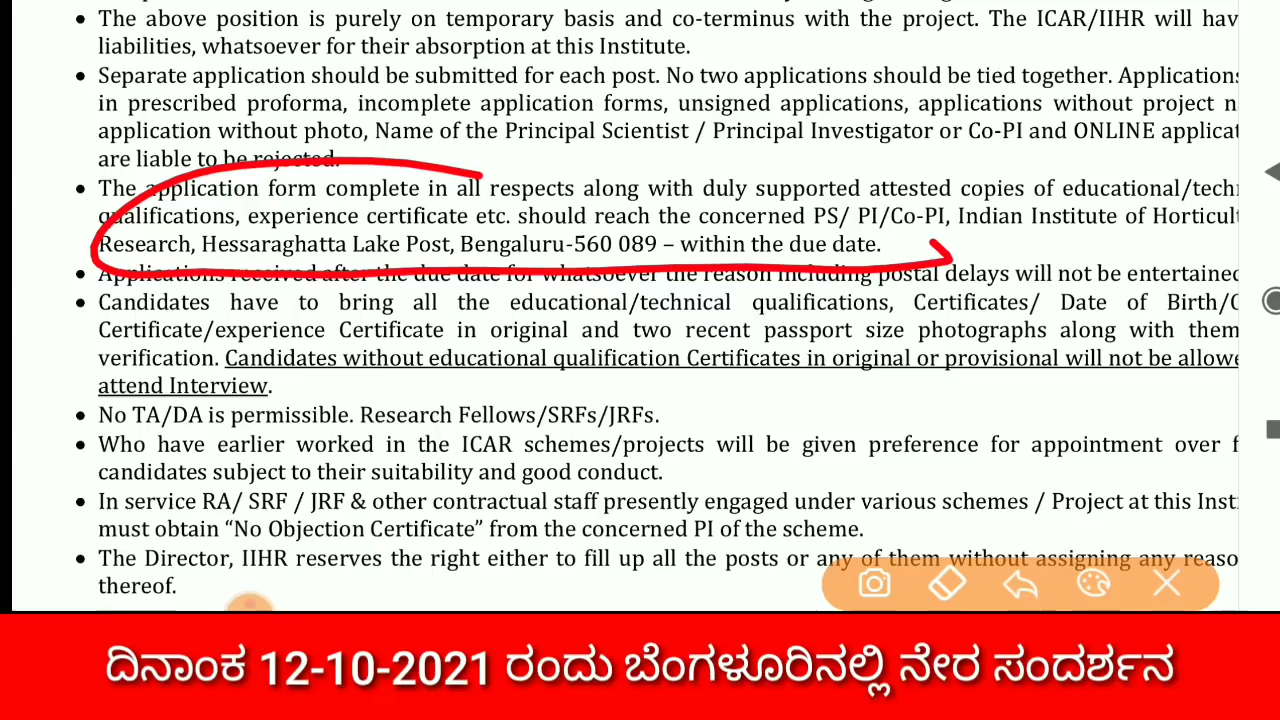 The above position is purely on temporary basis and co-terminus with the project. The ICAR/IIHR will hav
liabilities, whatsoever for their absorption at this Institute.
Separate application should be submitted for each post. No two applications should be tied together. Applications
in prescribed proforma, incomplete application forms, unsigned applications, applications without project n
application without photo, Name of the Principal Scientist / Principal Investigator or Co-PI and ONLINE applicat
are liable to be rejected.
The application form complete in all respects along with duly supported attested copies of educational/tech
qualifications, experience certificate etc. should reach the concerned PS/ PI/Co-PI, Indian Institute of Horticult
Research, Hessaraghatta Lake Post, Bengaluru-560 089 – within the due date.
Applications received after the due date for whatsoever the reason including postal delays will not be entertained
Candidates have to bring all the educational/technical qualifications, Certificates/ Date of Birth/C
Certificate/experience Certificate in original and two recent passport size photographs along with them
verification. Candidates without educational qualification Certificates in original or provisional will not be allowe
attend Interview.
No TA/DA is permissible. Research Fellows/SRFs/JRFs.
Who have earlier worked in the ICAR schemes/projects will be given preference for appointment over f
candidates subject to their suitability and good conduct.
In service RA/ SRF / JRF & other contractual staff presently engaged under various schemes / Project at this Insti
must obtain “No Objection Certificate” from the concerned PI of the scheme.
The Director, IIHR reserves the right either to fill up all the posts or any of them without assigning any reaso
thereof.
ದಿನಾಂಕ 12-10-2021 ರಂದು ಬೆಂಗಳೂರಿನಲ್ಲಿ ನೇರ ಸಂದರ್ಶನ